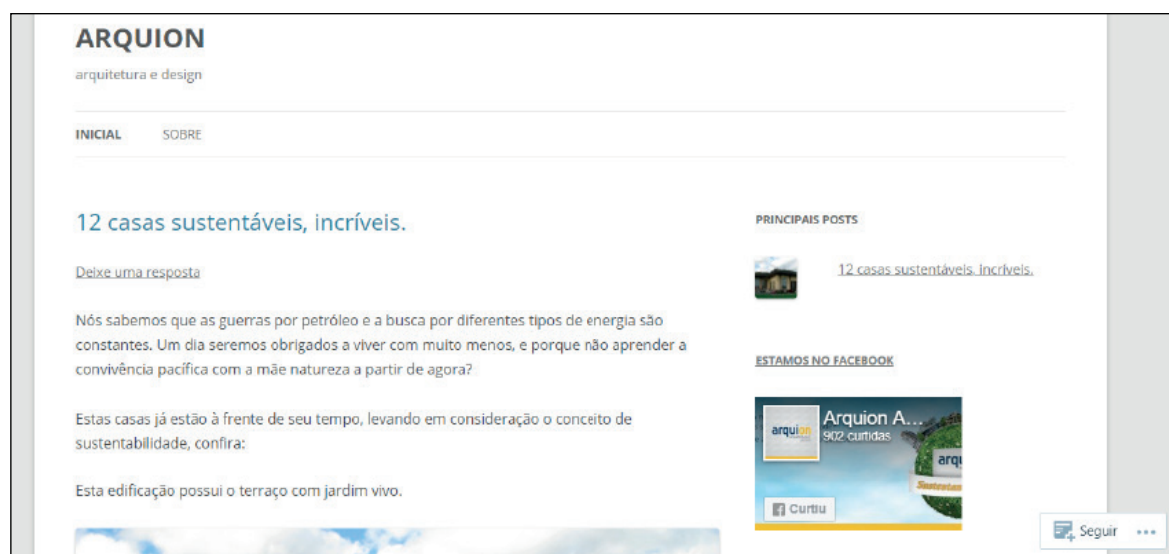 ARQUION
arquitetura e design
INICIAL SOBRE
12 casas sustentáveis, incríveis.
Deixe uma resposta
Nós sabemos que as guerras por petróleo e a busca por diferentes tipos de energia são
constantes. Um dia seremos obrigados a viver com muito menos, e porque não aprender a
convivência pacífica com a mãe natureza a partir de agora?
Estas casas já estão à frente de seu tempo, levando em consideração o conceito de
sustentabilidade, confira:
Esta edificação possui o terraço com jardim vivo.
PRINCIPAIS POSTS
12 casas sustentáveis, incríveis.
ESTAMOS NO FACEBOOK
Arquion A...
902 curtidas
arquion
arqu
Curtiu
Seguir